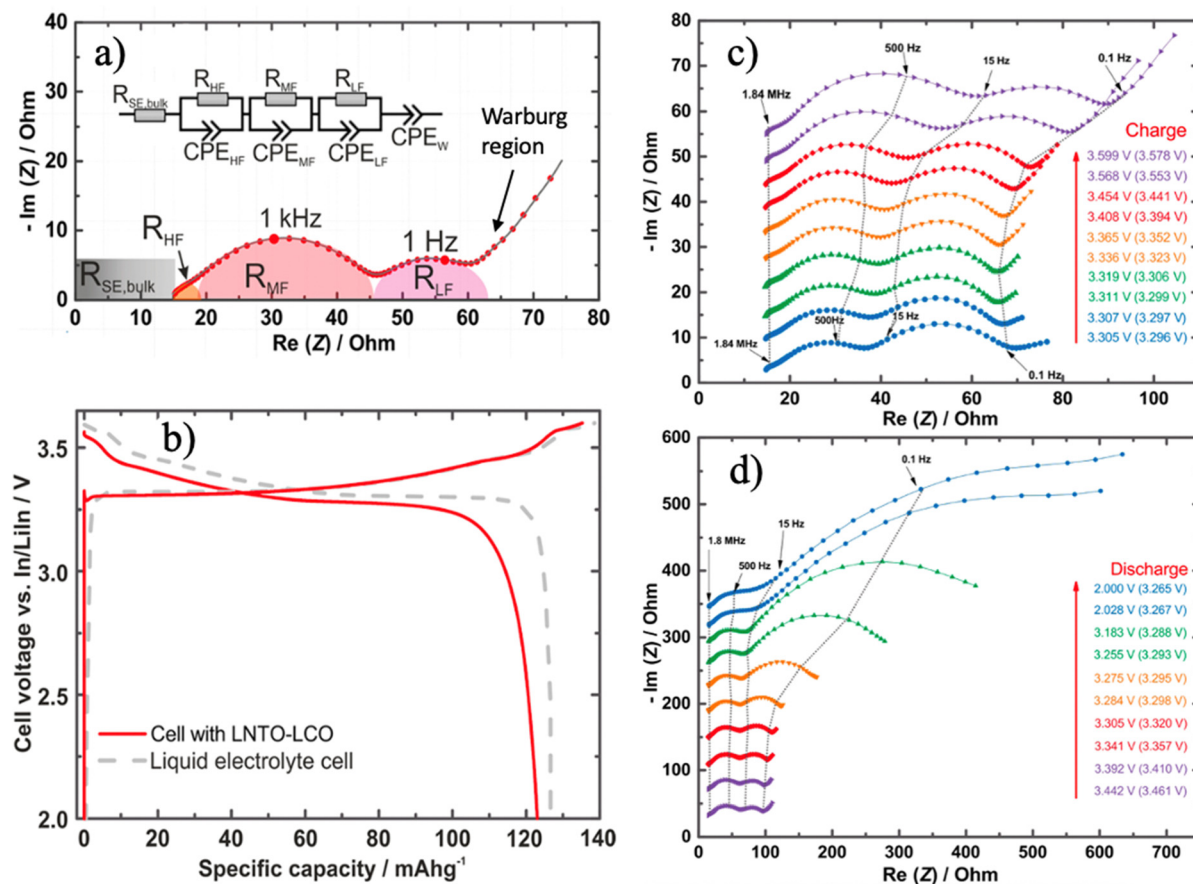 a)
- Im (Z) / Ohm
40
30
20
10
0
R_SE,bulk
R_HF
R_MF
R_LF
CPE_HF
CPE_MF
CPE_LF
CPE_W
Warburg
region
1 kHz
1 Hz
R_HF
R_SE,bulk
R_MF
R_LF
0 10 20 30 40 50 60 70 80
Re (Z) / Ohm
b)
Cell voltage vs. In/LiIn / V
3.5
3.0
2.5
2.0
Cell with LNTO-LCO
Liquid electrolyte cell
0 20 40 60 80 100 120 140
Specific capacity / mAhg-1
c)
- Im (Z) / Ohm
80
70
60
50
40
30
20
10
0
1.84 MHz
500 Hz
15 Hz
0.1 Hz
Charge
3.599 V (3.578 V)
3.568 V (3.553 V)
3.454 V (3.441 V)
3.408 V (3.394 V)
3.365 V (3.352 V)
3.336 V (3.323 V)
3.319 V (3.306 V)
3.311 V (3.299 V)
3.307 V (3.297 V)
3.305 V (3.296 V)
1.84 MHz
500Hz
15 Hz
0.1 Hz
0 20 40 60 80 100
Re (Z) / Ohm
d)
- Im (Z) / Ohm
600
500
400
300
200
100
0
1.8 MHz
500 Hz
15 Hz
0.1 Hz
Discharge
2.000 V (3.265 V)
2.028 V (3.267 V)
3.183 V (3.288 V)
3.255 V (3.293 V)
3.275 V (3.295 V)
3.284 V (3.298 V)
3.305 V (3.320 V)
3.341 V (3.357 V)
3.392 V (3.410 V)
3.442 V (3.461 V)
0 100 200 300 400 500 600 700
Re (Z) / Ohm